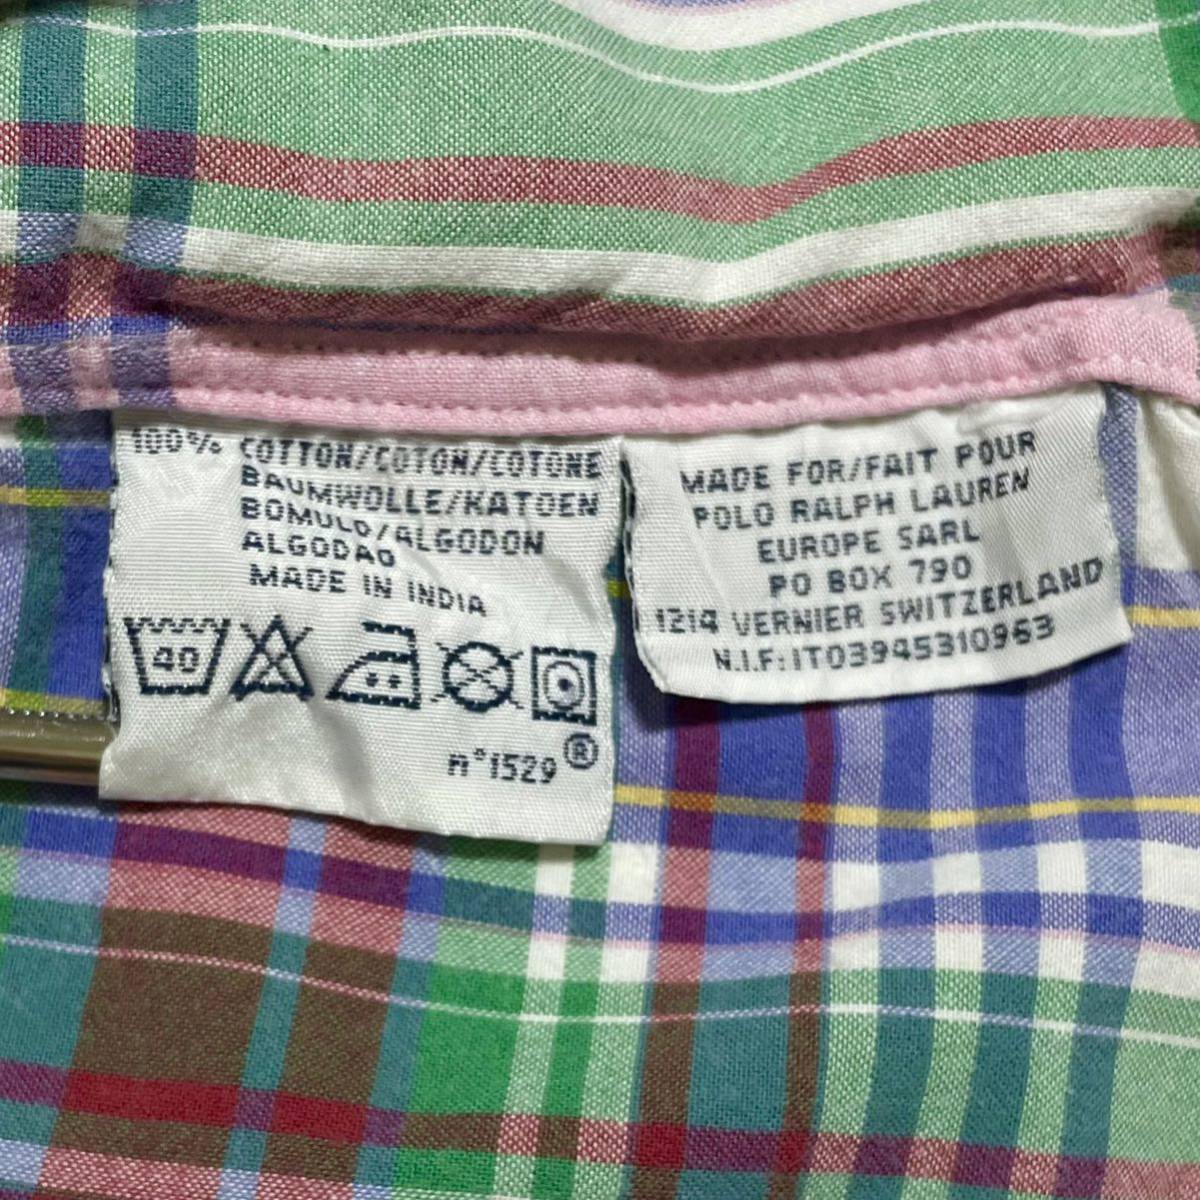 100% COTTON/COTON/COTONE
BAUMWOLLE/KATOEN
BOMULD/ALGODON
ALGODAO
MADE IN INDIA
40
n°1529®
MADE FOR/FAIT POUR
POLO RALPH LAUREN
EUROPE SARL
PO BOX 790
1214 VERNIER SWITZERLAND
N.I.F:IT03945310963